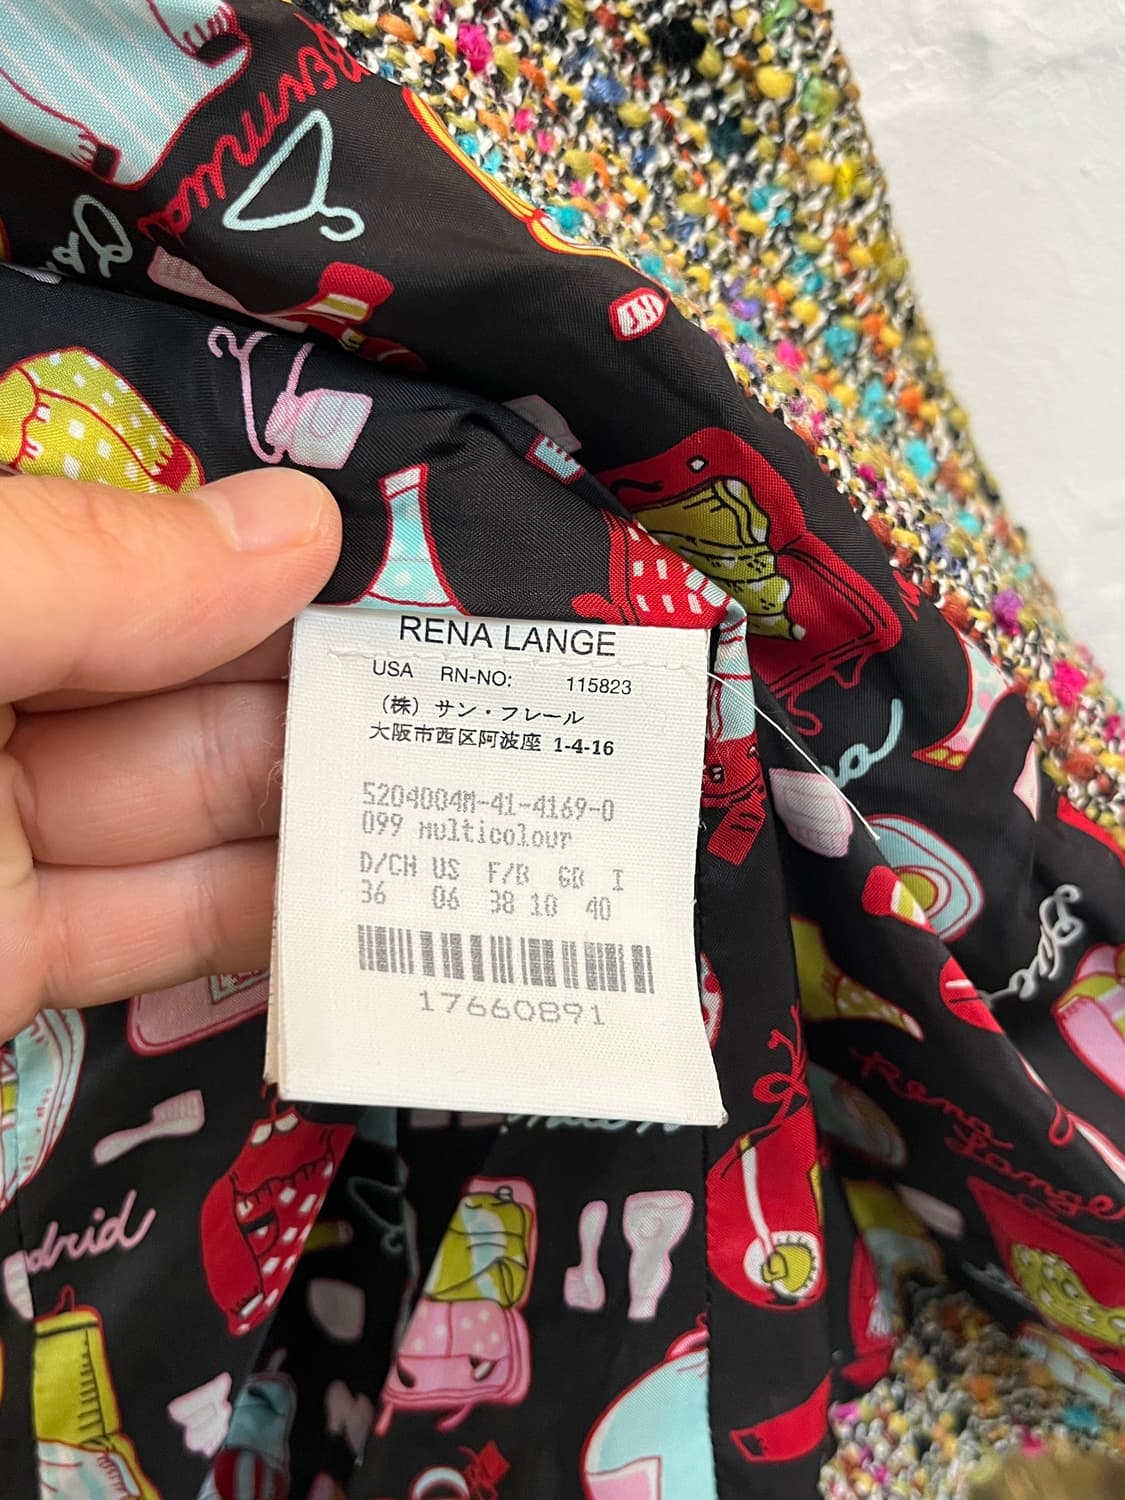 RENA LANGE
USA RN-NO: 115823
(株) サン・フレール
大阪市西区阿波座 1-4-16
5204004M-41-4169-0
099 multicolour
D/CH US F/B GB I
36 06 38 10 40
17660891
Rena
Lange
drid